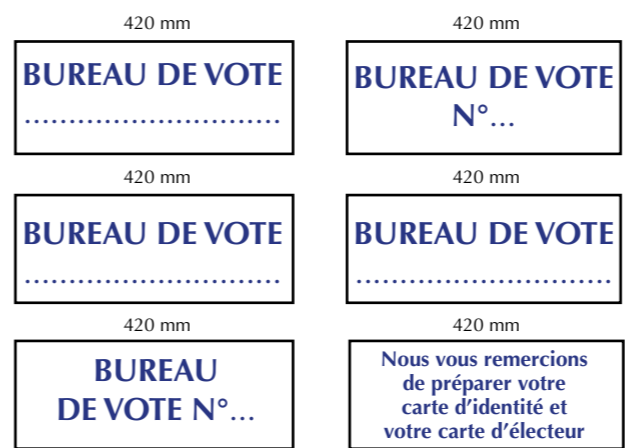 420 mm
BUREAU DE VOTE
.............................
420 mm
BUREAU DE VOTE
N°...
420 mm
BUREAU DE VOTE
.............................
420 mm
BUREAU DE VOTE
.............................
420 mm
BUREAU
DE VOTE N°...
420 mm
Nous vous remercions
de préparer votre
carte d'identité et
votre carte d'électeur